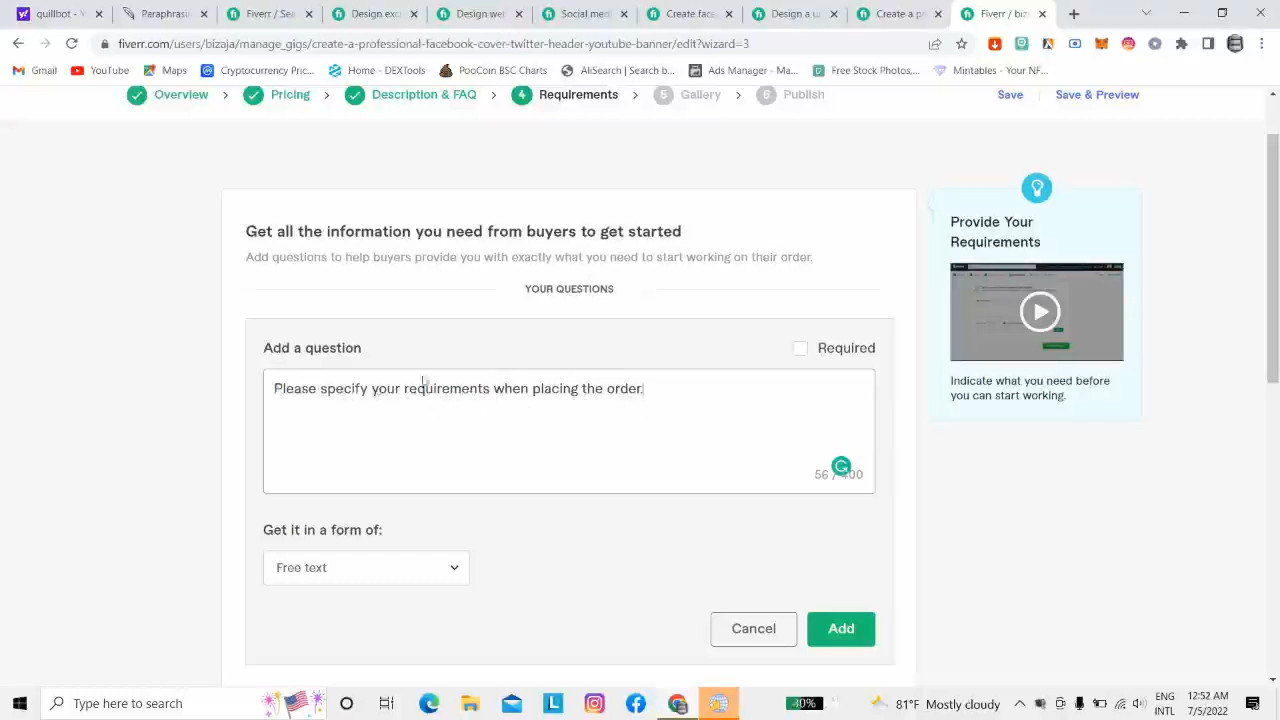 quillbot - Y
Paraphrasi
Fiverr /
Design ex
Design wel
Social med
Create fac
Design a u
Create a p
Fiverr / biz
fiverr.com/users/bizaja/manage_gigs/create-a-professional-facebook-cover-twitter-header-youtube-banner/edit?wizard=3
Gmail
YouTube
Maps
Cryptocurrency Pric...
Home - DEXTools
PooCoin BSC Charts
AliSearch | Search b...
Ads Manager - Ma...
Free Stock Photos,...
Mintables - Your NF...
Overview
Pricing
Description & FAQ
4 Requirements
5 Gallery
6 Publish
Save
Save & Preview
Get all the information you need from buyers to get started
Add questions to help buyers provide you with exactly what you need to start working on their order.
YOUR QUESTIONS
Add a question
Required
Please specify your requirements when placing the order.
56 / 400
Get it in a form of:
Free text
Cancel
Add
Provide Your
Requirements
Indicate what you need before
you can start working.
Type here to search
40%
81°F Mostly cloudy
ENG
INTL
12:52 AM
7/5/2022